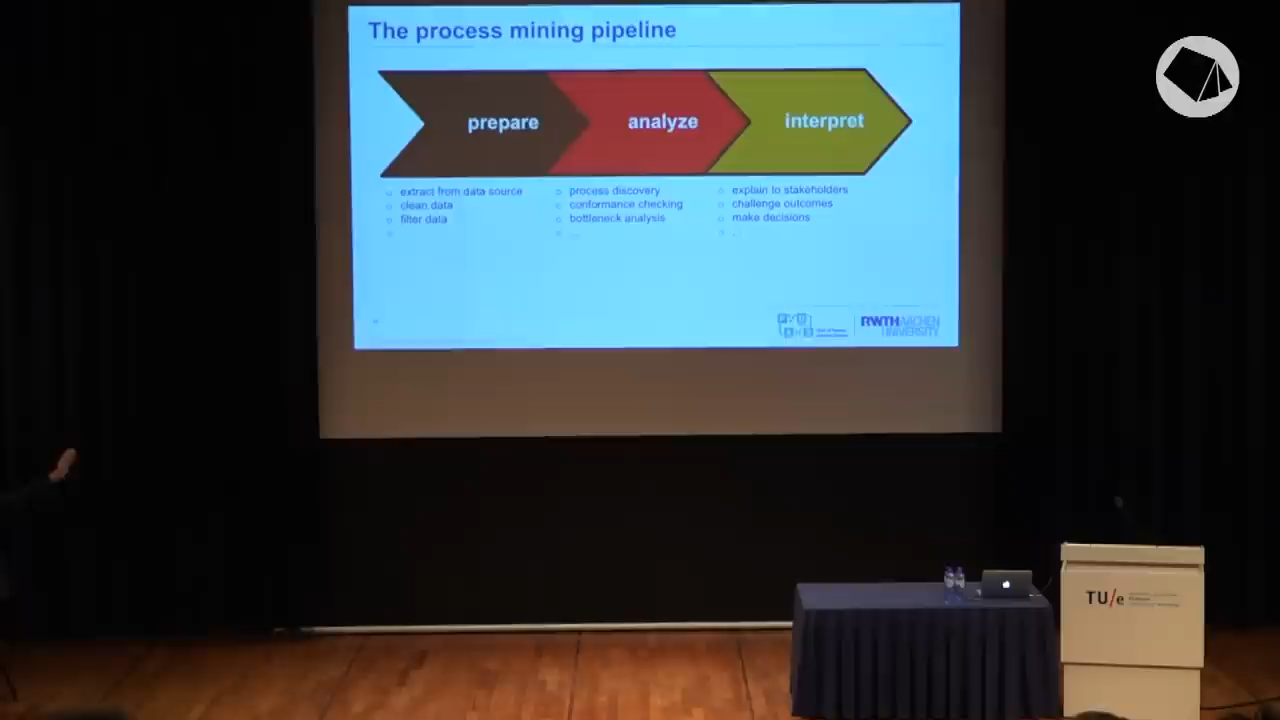 The process mining pipeline
prepare
analyze
interpret
extract from data source
clean data
filter data
process discovery
conformance checking
bottleneck analysis
...
explain to stakeholders
challenge outcomes
make decisions
RWTH AACHEN
UNIVERSITY
TU/e